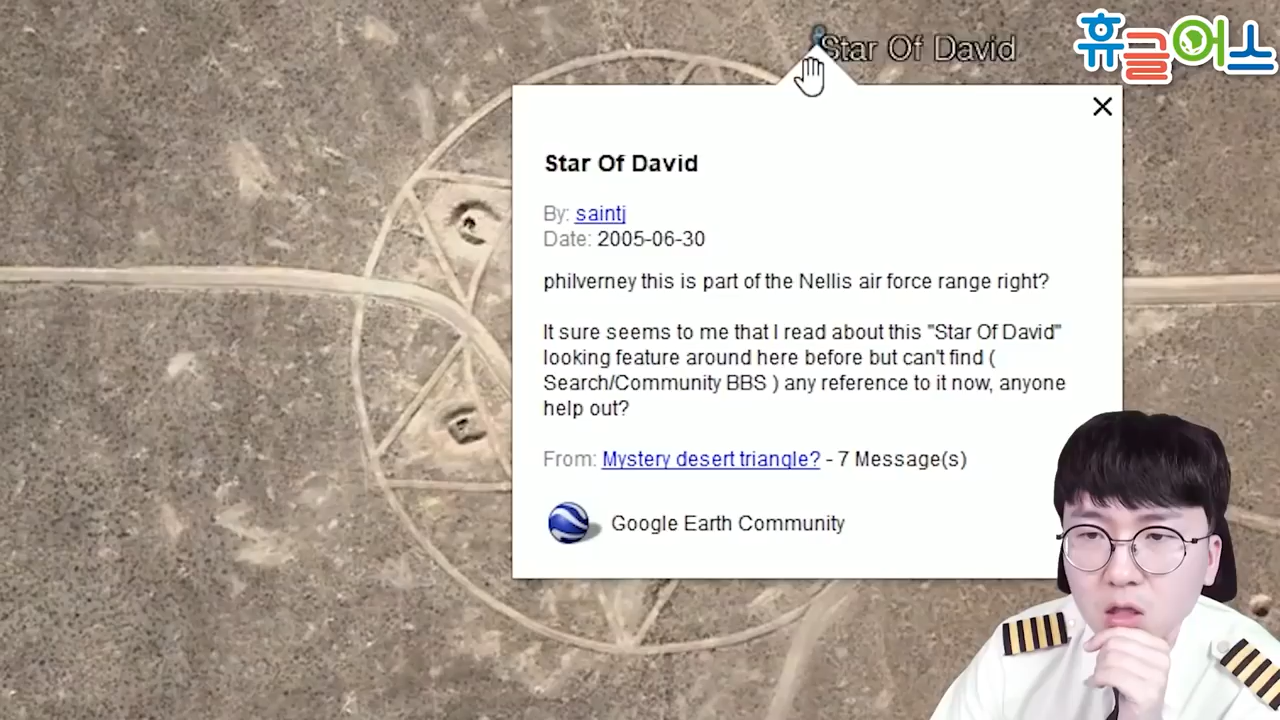 휴글어스
Star Of David
Star Of David
By: saintj
Date: 2005-06-30
philverney this is part of the Nellis air force range right?
It sure seems to me that I read about this "Star Of David"
looking feature around here before but can't find (
Search/Community BBS ) any reference to it now, anyone
help out?
From: Mystery desert triangle? - 7 Message(s)
Google Earth Community